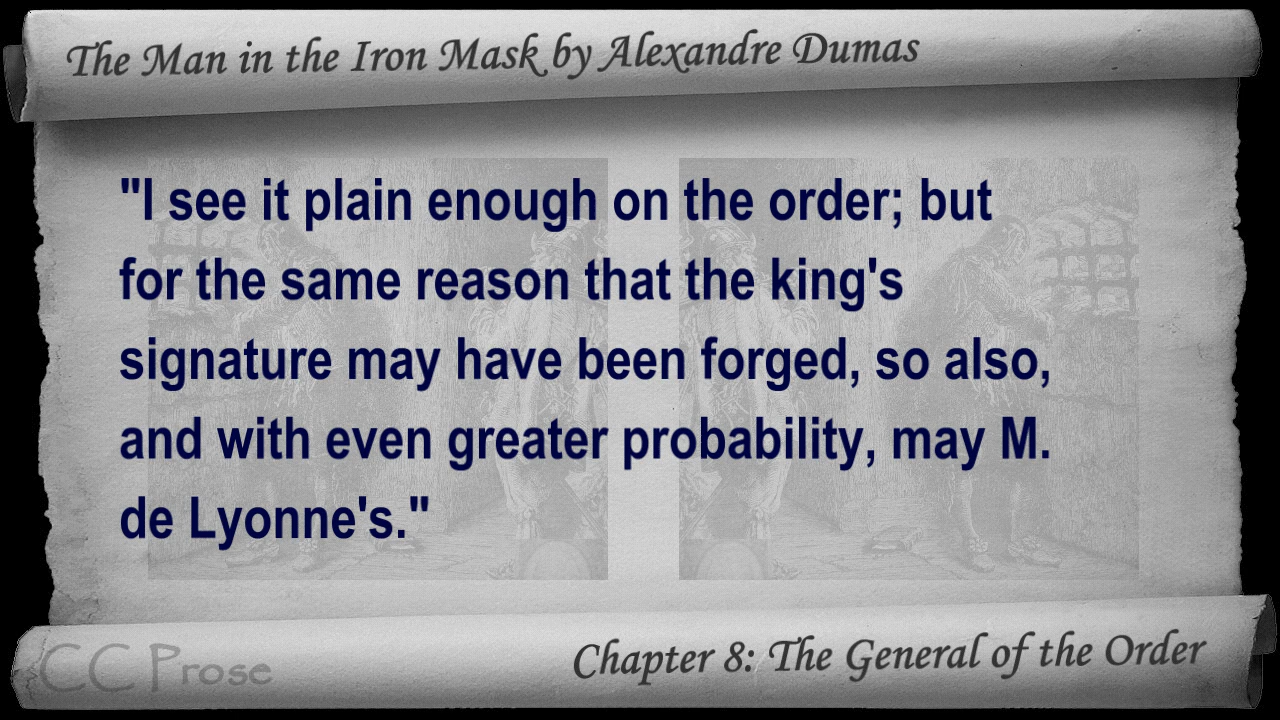 The Man in the Iron Mask by Alexandre Dumas
"I see it plain enough on the order; but
for the same reason that the king's
signature may have been forged, so also,
and with even greater probability, may M.
de Lyonne's."
CC Prose
Chapter 8: The General of the Order